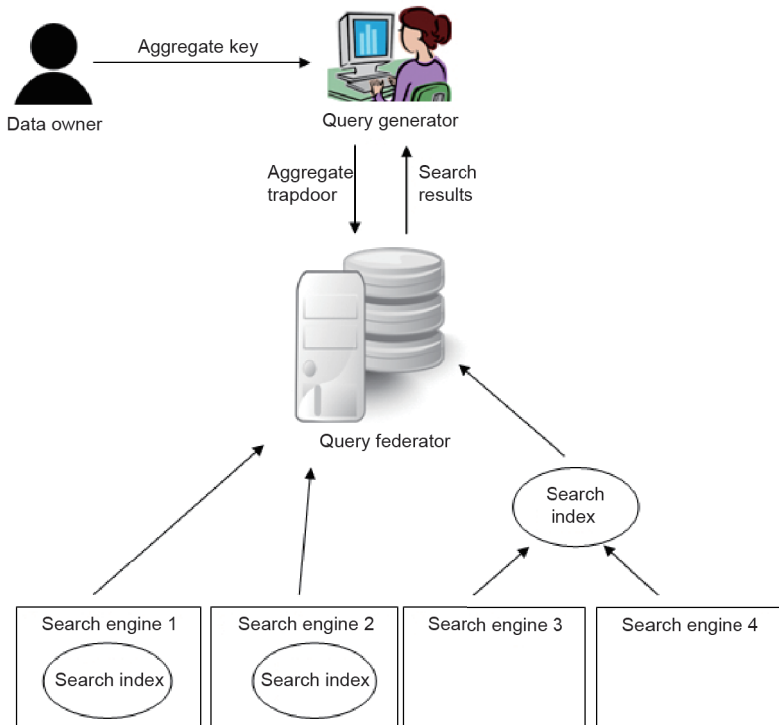 Aggregate key
Data owner
Query generator
Aggregate
trapdoor
Search
results
Query federator
Search
index
Search engine 1
Search index
Search engine 2
Search index
Search engine 3
Search engine 4